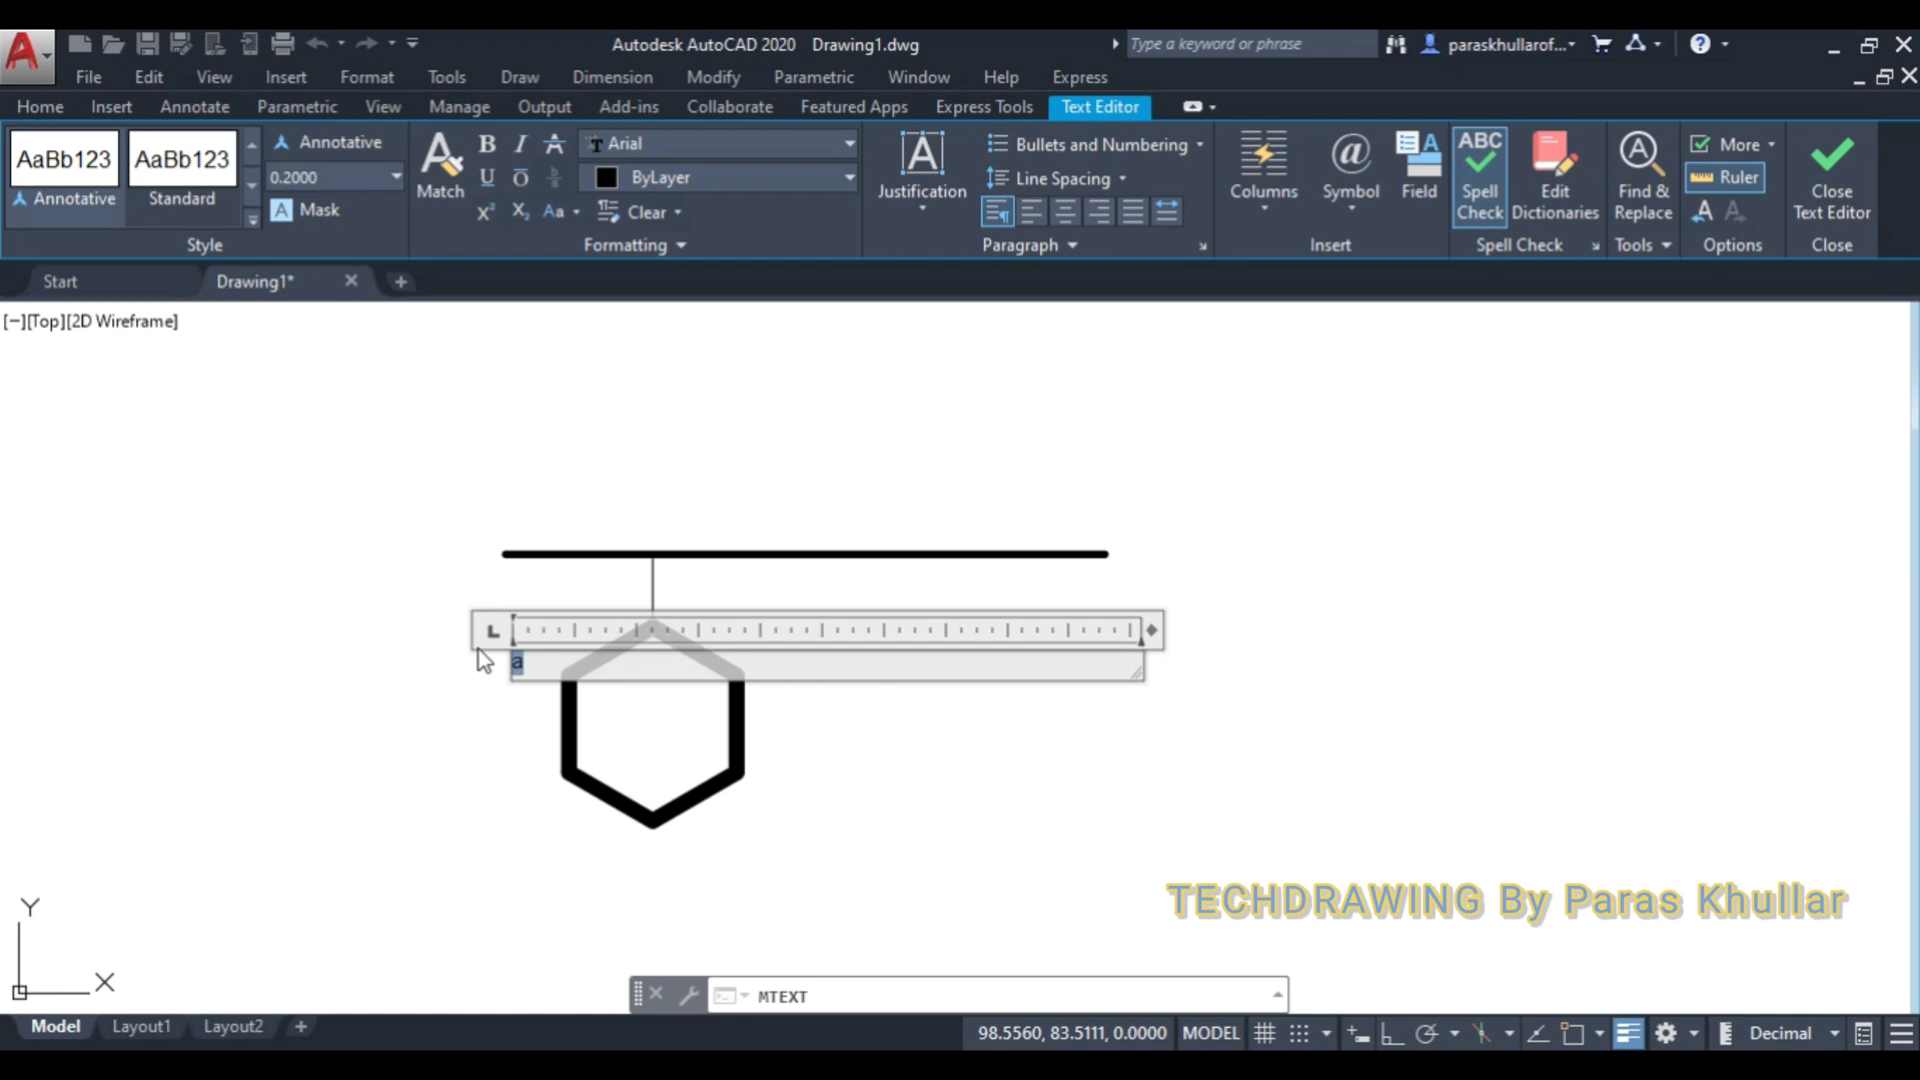 Autodesk AutoCAD 2020 Drawing1.dwg
Type a keyword or phrase
paraskhullarof...
File Edit View Insert Format Tools Draw Dimension Modify Parametric Window Help Express
Home Insert Annotate Parametric View Manage Output Add-ins Collaborate Featured Apps Express Tools Text Editor
AaBb123 AaBb123
Annotative Standard
Annotative
0.2000
Mask
Style
Match
Arial
ByLayer
Clear
Formatting
Justification
Bullets and Numbering
Line Spacing
Paragraph
Columns
Symbol
Field
Insert
ABC
Spell
Check
Edit
Dictionaries
Spell Check
Find &
Replace
Tools
More
Ruler
Options
Close
Text Editor
Close
Start
Drawing1*
[−][Top][2D Wireframe]
a
TECHDRAWING By Paras Khullar
Y
X
MTEXT
Model Layout1 Layout2
98.5560, 83.5111, 0.0000 MODEL
Decimal